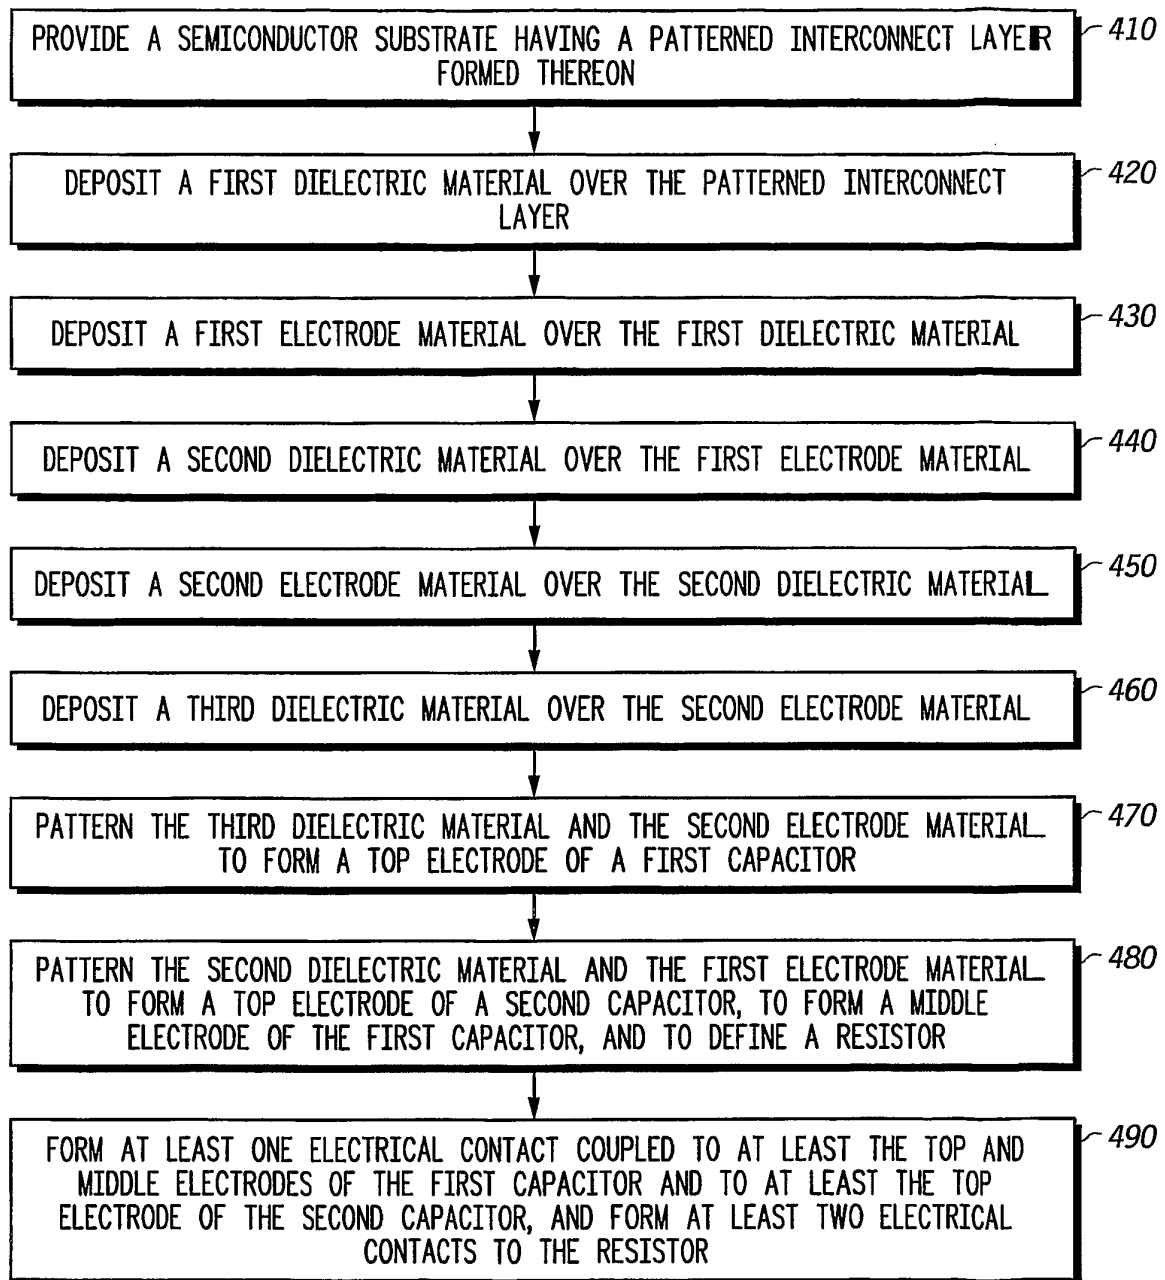 PROVIDE A SEMICONDUCTOR SUBSTRATE HAVING A PATTERNED INTERCONNECT LAYER
FORMED THEREON
410
DEPOSIT A FIRST DIELECTRIC MATERIAL OVER THE PATTERNED INTERCONNECT
LAYER
420
DEPOSIT A FIRST ELECTRODE MATERIAL OVER THE FIRST DIELECTRIC MATERIAL
430
DEPOSIT A SECOND DIELECTRIC MATERIAL OVER THE FIRST ELECTRODE MATERIAL
440
DEPOSIT A SECOND ELECTRODE MATERIAL OVER THE SECOND DIELECTRIC MATERIAL
450
DEPOSIT A THIRD DIELECTRIC MATERIAL OVER THE SECOND ELECTRODE MATERIAL
460
PATTERN THE THIRD DIELECTRIC MATERIAL AND THE SECOND ELECTRODE MATERIAL
TO FORM A TOP ELECTRODE OF A FIRST CAPACITOR
470
PATTERN THE SECOND DIELECTRIC MATERIAL AND THE FIRST ELECTRODE MATERIAL
TO FORM A TOP ELECTRODE OF A SECOND CAPACITOR, TO FORM A MIDDLE
ELECTRODE OF THE FIRST CAPACITOR, AND TO DEFINE A RESISTOR
480
FORM AT LEAST ONE ELECTRICAL CONTACT COUPLED TO AT LEAST THE TOP AND
MIDDLE ELECTRODES OF THE FIRST CAPACITOR AND TO AT LEAST THE TOP
ELECTRODE OF THE SECOND CAPACITOR, AND FORM AT LEAST TWO ELECTRICAL
CONTACTS TO THE RESISTOR
490